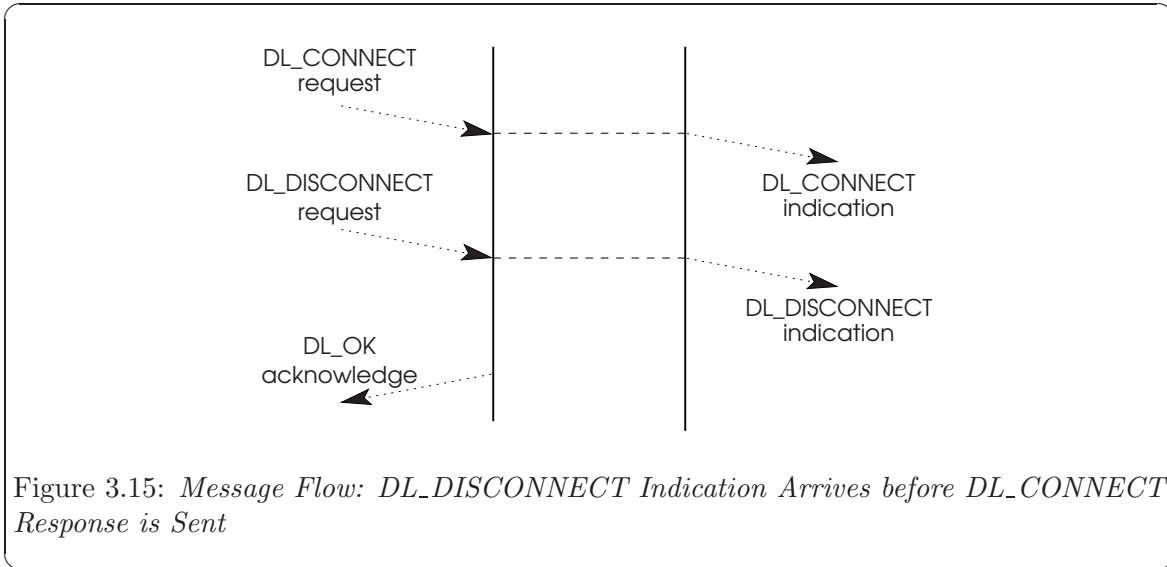 DL_CONNECT
request
DL_CONNECT
indication
DL_DISCONNECT
request
DL_DISCONNECT
indication
DL_OK
acknowledge
Figure 3.15: Message Flow: DL_DISCONNECT Indication Arrives before DL_CONNECT
Response is Sent